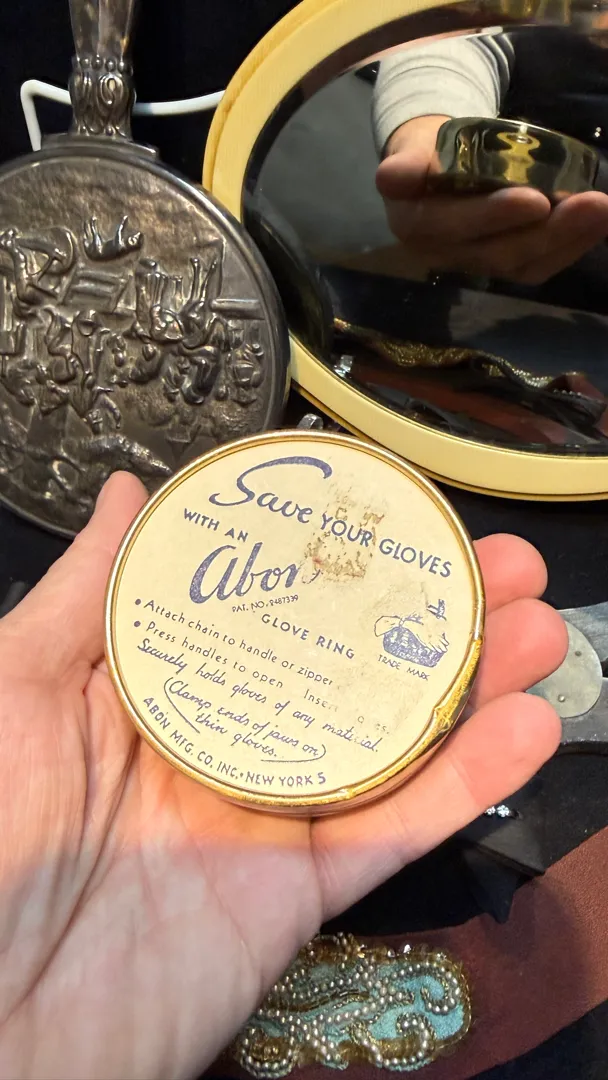 Save YOUR GLOVES
WITH AN
Abon
PAT. NO. 2487339
GLOVE RING
• Attach chain to handle or zipper
• Press handles to open
Securely holds gloves of any material.
(Clamp ends of jaws on)
thin gloves.
TRADE MARK
ABON MFG. CO. INC. • NEW YORK 5